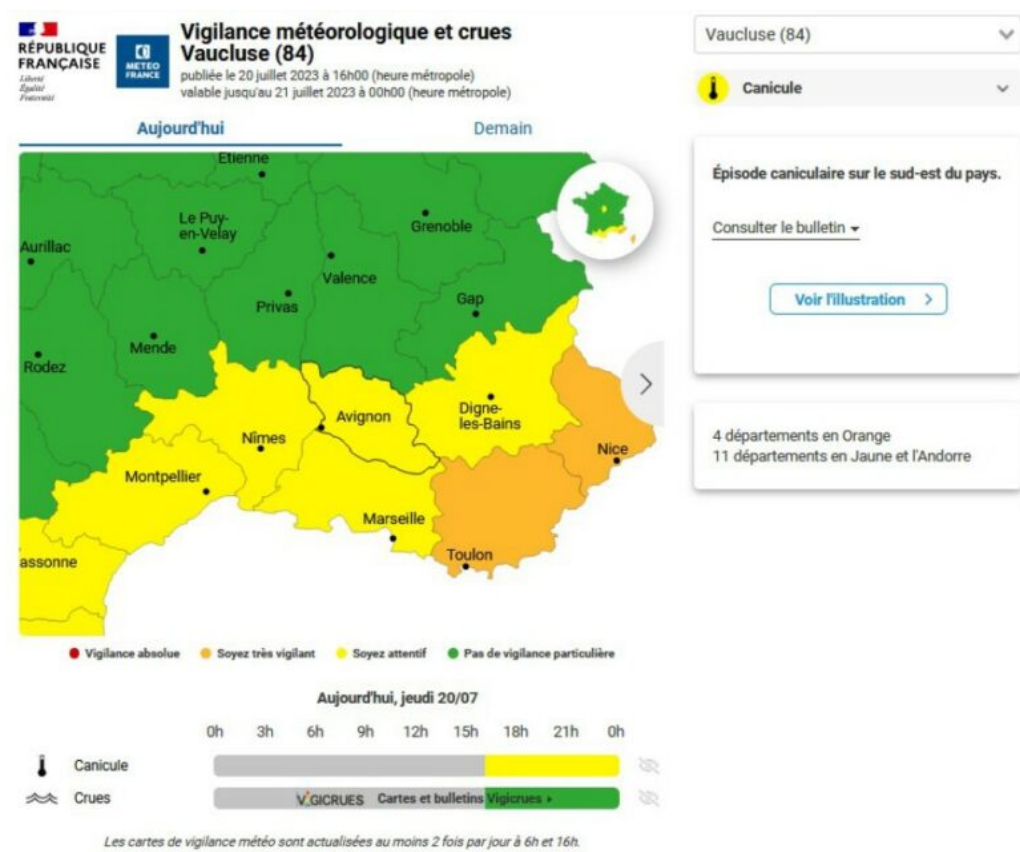 RÉPUBLIQUE
FRANÇAISE
Liberté
Égalité
Fraternité
METEO
FRANCE
Vigilance météorologique et crues
Vaucluse (84)
publiée le 20 juillet 2023 à 16h00 (heure métropole)
valable jusqu'au 21 juillet 2023 à 00h00 (heure métropole)
Aujourd'hui
Demain
Etienne
Le Puy-
en-Velay
Grenoble
Aurillac
Valence
Privas
Gap
Mende
Rodez
Avignon
Digne-
les-Bains
Nîmes
Nice
Montpellier
Marseille
Toulon
assonne
Vigilance absolue Soyez très vigilant Soyez attentif Pas de vigilance particulière
Aujourd'hui, jeudi 20/07
0h 3h 6h 9h 12h 15h 18h 21h 0h
Canicule
Crues VIGICRUES Cartes et bulletins Vigicrues
Les cartes de vigilance météo sont actualisées au moins 2 fois par jour à 6h et 16h.
Vaucluse (84)
Canicule
Épisode caniculaire sur le sud-est du pays.
Consulter le bulletin
Voir l'illustration
4 départements en Orange
11 départements en Jaune et l'Andorre